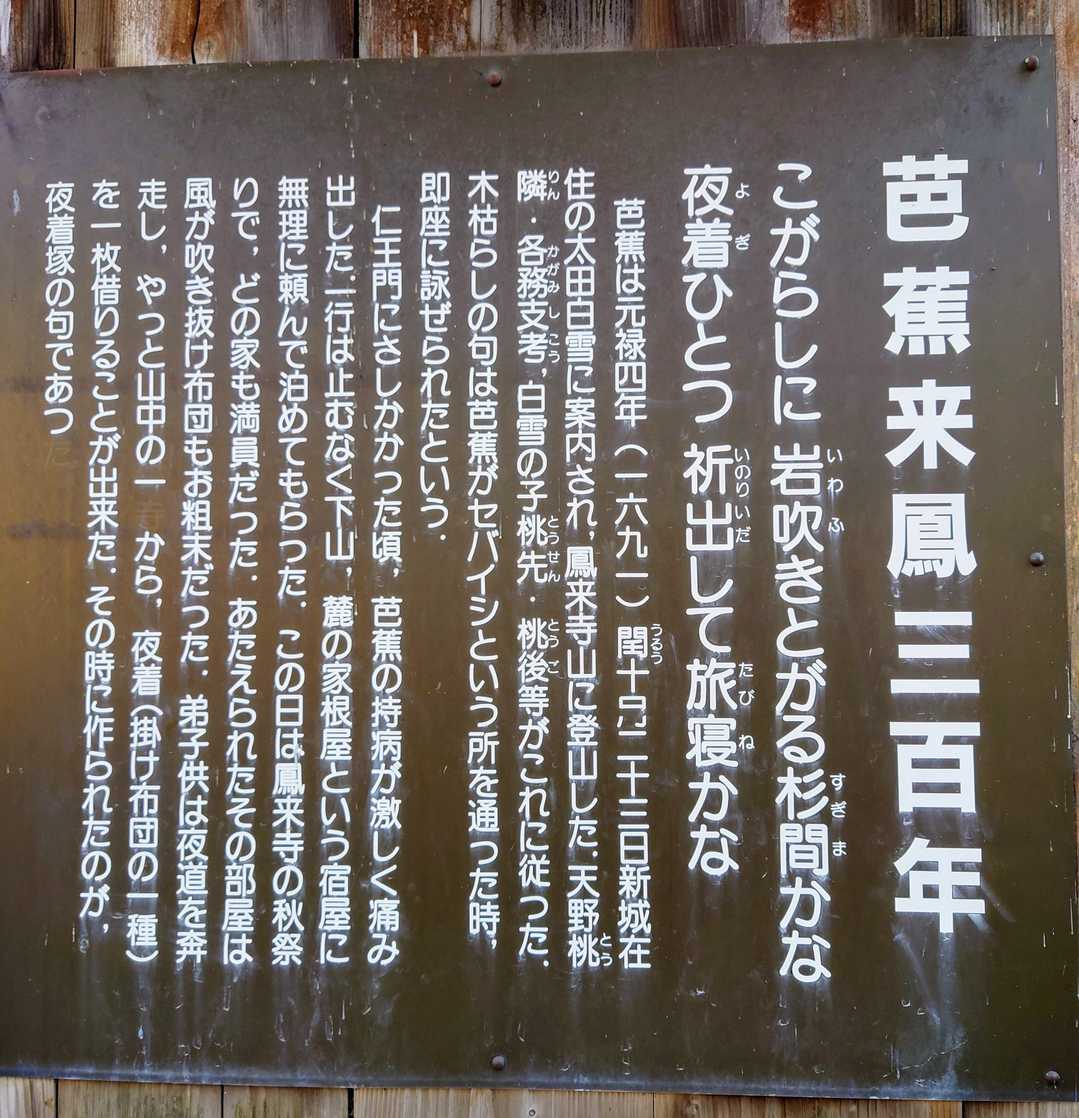 芭蕉来鳳三百年
こがらしに岩吹きとがる杉間かな
夜着ひとつ祈出して旅寝かな
芭蕉は元禄四年(一六九一)閏十月二十三日新城在
住の太田白雪に案内され,鳳来寺山に登山した.天野桃
隣・各務支考,白雪の子桃先・桃後等がこれに従った.
木枯らしの句は芭蕉がセバイシという所を通った時,
即座に詠ぜられたという.
仁王門にさしかかった頃,芭蕉の持病が激しく痛み
出した.一行は止むなく下山,麓の家根屋という宿屋に
無理に頼んで泊めてもらった.この日は鳳来寺の秋祭
りで,どの家も満員だった.あたえられたその部屋は
風が吹き抜け布団もお粗末だった.弟子供は夜道を奔
走し,やっと山中の一寺から,夜着(掛け布団の一種)
を一枚借りることが出来た.その時に作られたのが,
夜着塚の句であった